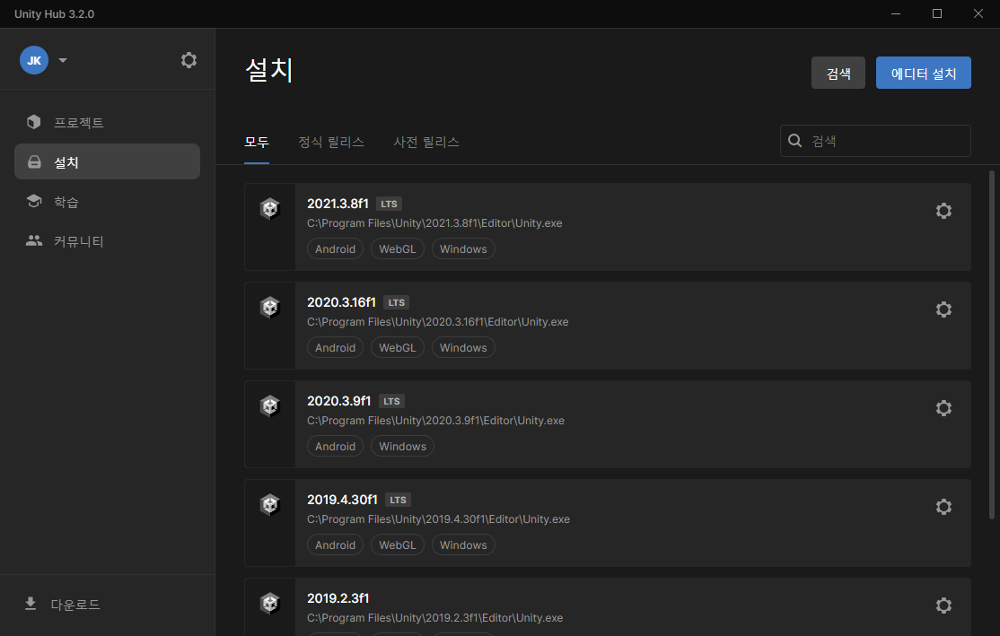 Unity Hub 3.2.0
JK
프로젝트
설치
학습
커뮤니티
다운로드
설치
검색
에디터 설치
모두 정식 릴리스 사전 릴리스
검색
2021.3.8f1 LTS
C:\Program Files\Unity\2021.3.8f1\Editor\Unity.exe
Android WebGL Windows
2020.3.16f1 LTS
C:\Program Files\Unity\2020.3.16f1\Editor\Unity.exe
Android WebGL Windows
2020.3.9f1 LTS
C:\Program Files\Unity\2020.3.9f1\Editor\Unity.exe
Android Windows
2019.4.30f1 LTS
C:\Program Files\Unity\2019.4.30f1\Editor\Unity.exe
Android WebGL Windows
2019.2.3f1
C:\Program Files\Unity\2019.2.3f1\Editor\Unity.exe